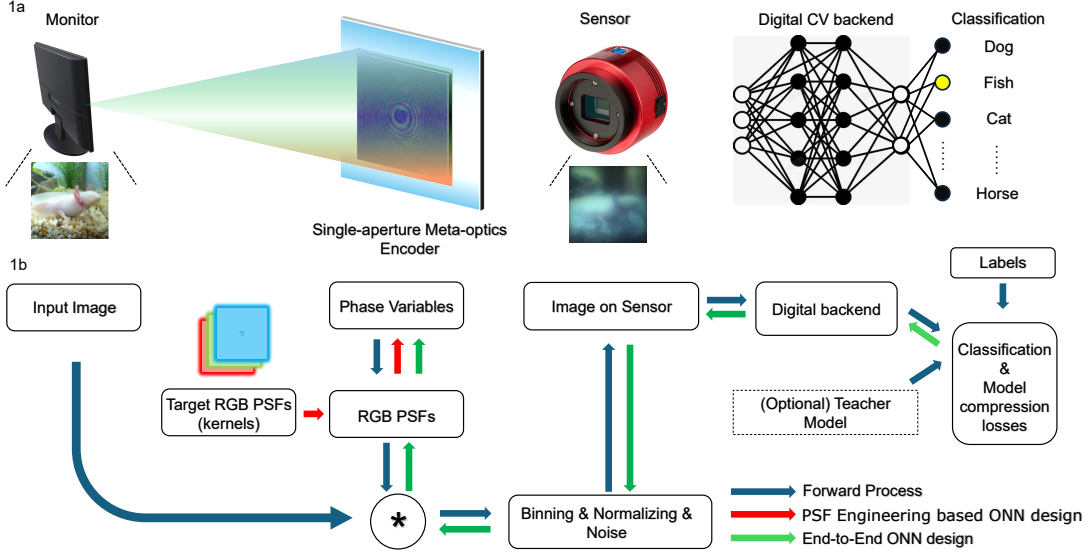 1a
Monitor
Sensor
Digital CV backend
Classification
Dog
Fish
Cat
Horse
Single-aperture Meta-optics
Encoder
1b
Input Image
Phase Variables
Image on Sensor
Digital backend
Labels
Classification
&
Model
compression
losses
Target RGB PSFs
(kernels)
RGB PSFs
(Optional) Teacher
Model
*
Binning & Normalizing &
Noise
Forward Process
PSF Engineering based ONN design
End-to-End ONN design